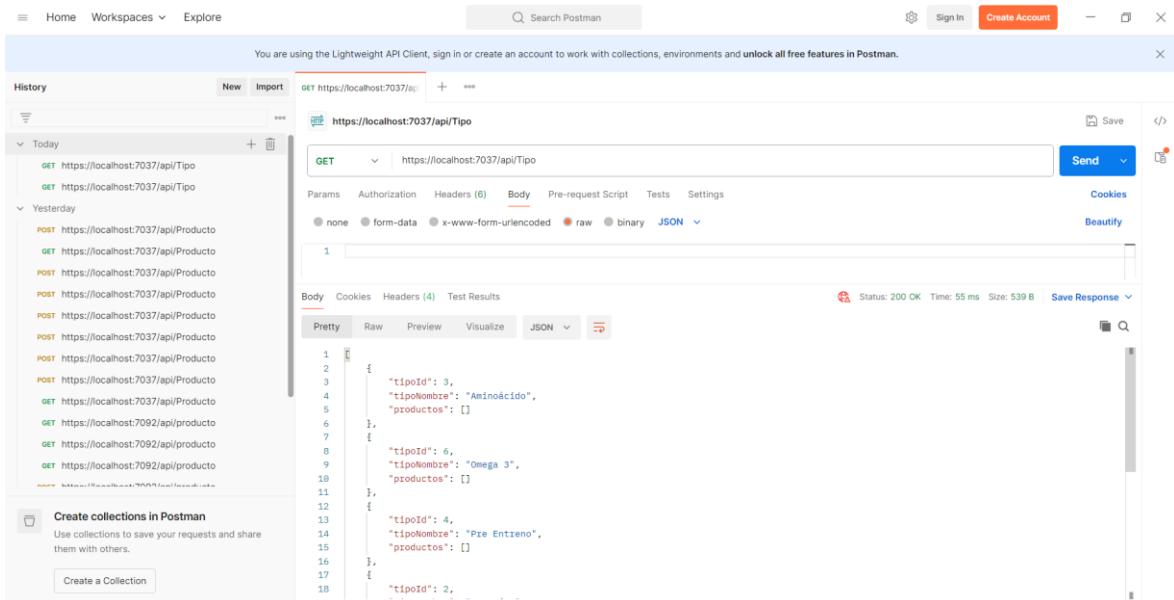 Home Workspaces Explore Search Postman Sign In Create Account
You are using the Lightweight API Client, sign in or create an account to work with collections, environments and unlock all free features in Postman.
History New Import
Today
GET https://localhost:7037/api/Tipo
GET https://localhost:7037/api/Tipo
Yesterday
POST https://localhost:7037/api/Producto
GET https://localhost:7037/api/Producto
POST https://localhost:7037/api/Producto
POST https://localhost:7037/api/Producto
POST https://localhost:7037/api/Producto
POST https://localhost:7037/api/Producto
POST https://localhost:7037/api/Producto
POST https://localhost:7037/api/Producto
GET https://localhost:7037/api/Producto
GET https://localhost:7092/api/producto
GET https://localhost:7092/api/producto
GET https://localhost:7092/api/producto
Create collections in Postman
Use collections to save your requests and share
them with others.
Create a Collection
GET https://localhost:7037/ap
HTTP https://localhost:7037/api/Tipo Save
GET https://localhost:7037/api/Tipo Send
Params Authorization Headers (6) Body Pre-request Script Tests Settings Cookies
none form-data x-www-form-urlencoded raw binary JSON Beautify
1
Body Cookies Headers (4) Test Results Status: 200 OK Time: 55 ms Size: 539 B Save Response
Pretty Raw Preview Visualize JSON
1 [
2 {
3 "tipoId": 3,
4 "tipoNombre": "Aminoácido",
5 "productos": []
6 },
7 {
8 "tipoId": 6,
9 "tipoNombre": "Omega 3",
10 "productos": []
11 },
12 {
13 "tipoId": 4,
14 "tipoNombre": "Pre Entreno",
15 "productos": []
16 },
17 {
18 "tipoId": 2,